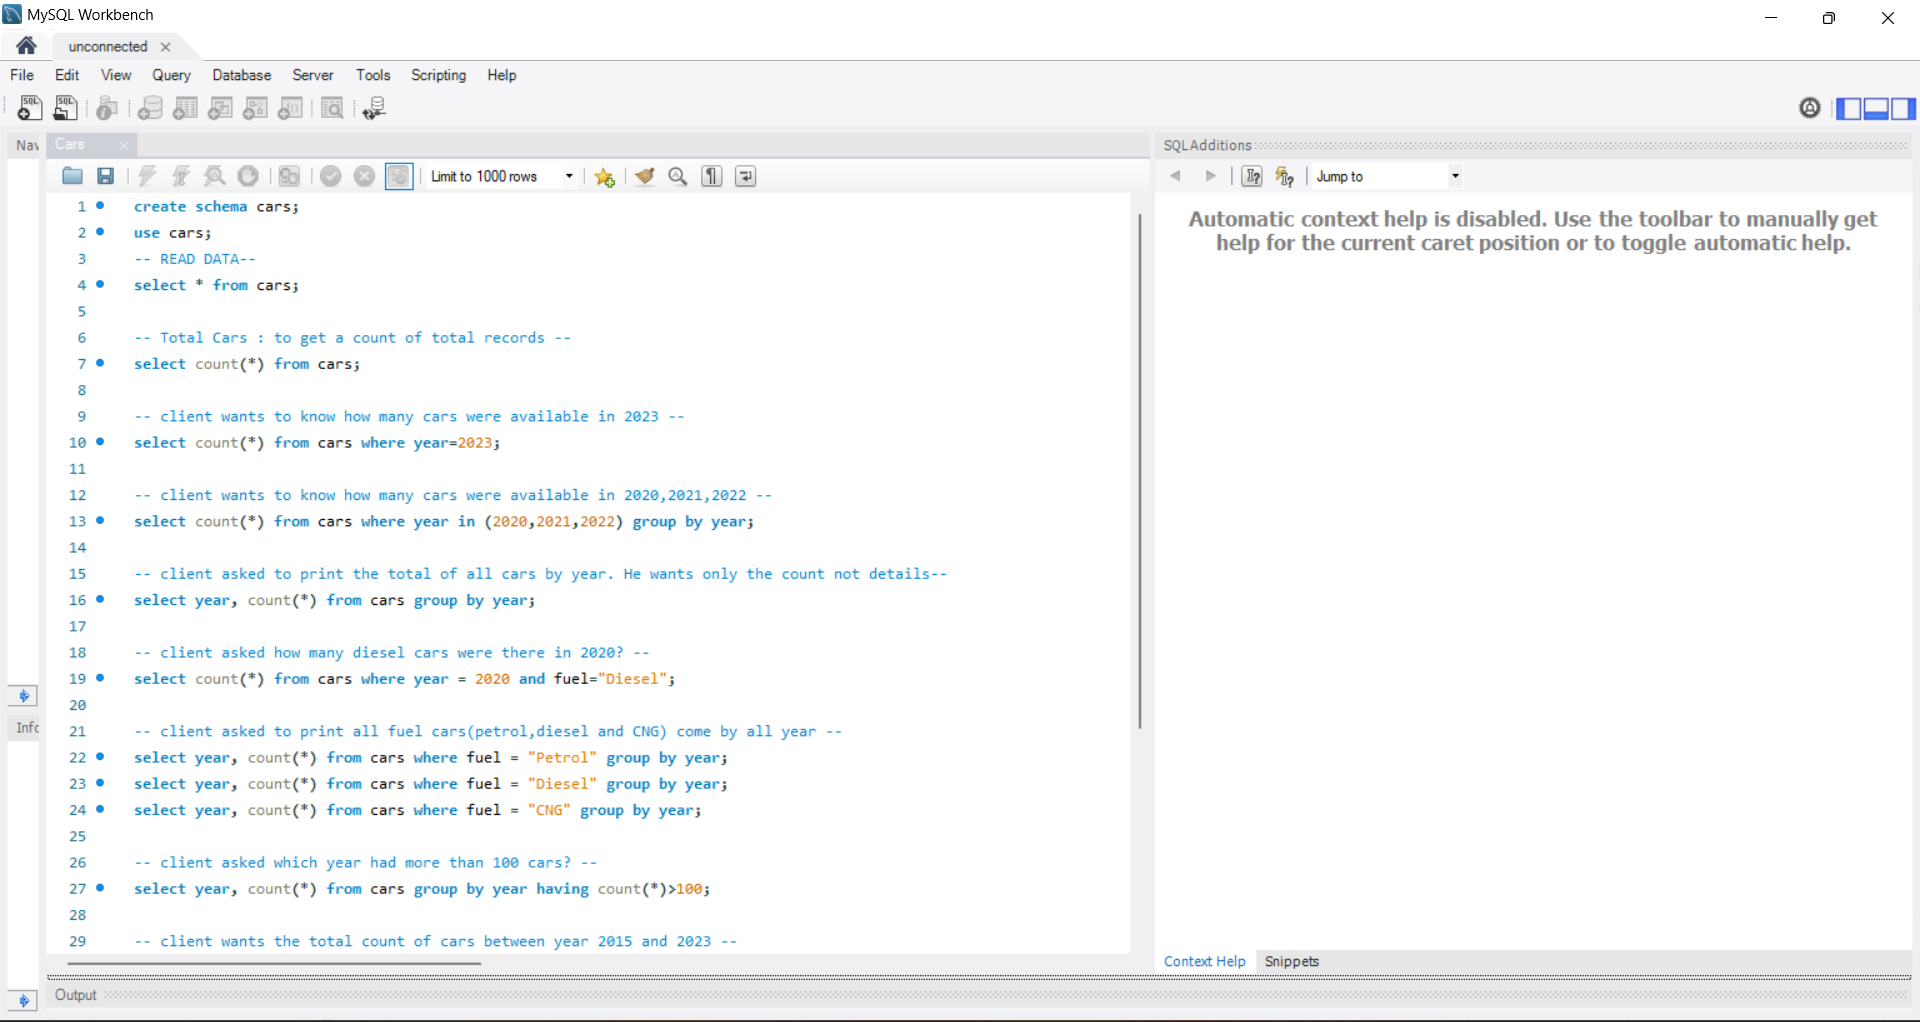 MySQL Workbench
unconnected
File Edit View Query Database Server Tools Scripting Help
Nav
Cars
SQLAdditions
Limit to 1000 rows
Jump to
1 create schema cars;
2 use cars;
3 -- READ DATA--
4 select * from cars;
5
6 -- Total Cars : to get a count of total records --
7 select count(*) from cars;
8
9 -- client wants to know how many cars were available in 2023 --
10 select count(*) from cars where year=2023;
11
12 -- client wants to know how many cars were available in 2020,2021,2022 --
13 select count(*) from cars where year in (2020,2021,2022) group by year;
14
15 -- client asked to print the total of all cars by year. He wants only the count not details--
16 select year, count(*) from cars group by year;
17
18 -- client asked how many diesel cars were there in 2020? --
19 select count(*) from cars where year = 2020 and fuel="Diesel";
20
21 -- client asked to print all fuel cars(petrol,diesel and CNG) come by all year --
22 select year, count(*) from cars where fuel = "Petrol" group by year;
23 select year, count(*) from cars where fuel = "Diesel" group by year;
24 select year, count(*) from cars where fuel = "CNG" group by year;
25
26 -- client asked which year had more than 100 cars? --
27 select year, count(*) from cars group by year having count(*)>100;
28
29 -- client wants the total count of cars between year 2015 and 2023 --
Automatic context help is disabled. Use the toolbar to manually get
help for the current caret position or to toggle automatic help.
Info
Context Help Snippets
Output